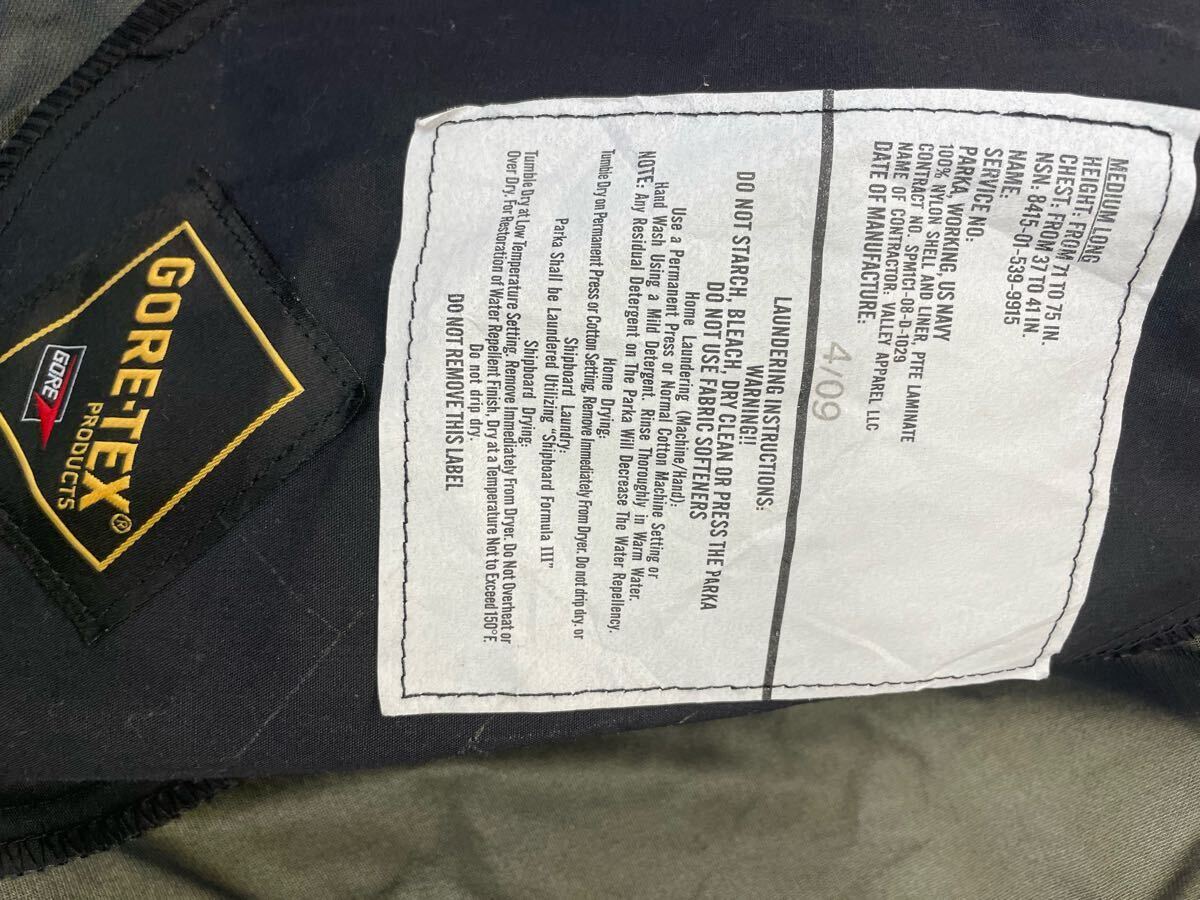 MEDIUM LONG
HEIGHT: FROM 71 TO 75 IN.
CHEST: FROM 37 TO 41 IN.
NSN: 8415-01-539-9915
NAME:
SERVICE NO:
PARKA, WORKING, US NAVY
100% NYLON SHELL AND LINER, PTFE LAMINATE
CONTRACT NO. SPM1C1-08-D-1029
NAME OF CONTRACTOR: VALLEY APPAREL LLC
DATE OF MANUFACTURE:
4/09
LAUNDERING INSTRUCTIONS:
WARNING!!
DO NOT STARCH, BLEACH, DRY CLEAN OR PRESS THE PARKA
DO NOT USE FABRIC SOFTENERS
Home Laundering (Machine/Hand):
Use a Permanent Press or Normal Cotton Machine Setting or
Hand Wash Using a Mild Detergent. Rinse Thoroughly in Warm Water.
NOTE: Any Residual Detergent on The Parka Will Decrease The Water Repellency.
Home Drying:
Tumble Dry on Permanent Press or Cotton Setting, Remove Immediately From Dryer. Do not drip dry. or
Shipboard Laundry:
Parka Shall be Laundered Utilizing "Shipboard Formula III"
Shipboard Drying:
Tumble Dry at Low Temperature Setting. Remove Immediately From Dryer. Do Not Overheat or
Over Dry. For Restoration of Water Repellent Finish, Dry at a Temperature Not to Exceed 150°F.
Do not drip dry.
DO NOT REMOVE THIS LABEL
GORE-TEX®
PRODUCTS
GORE